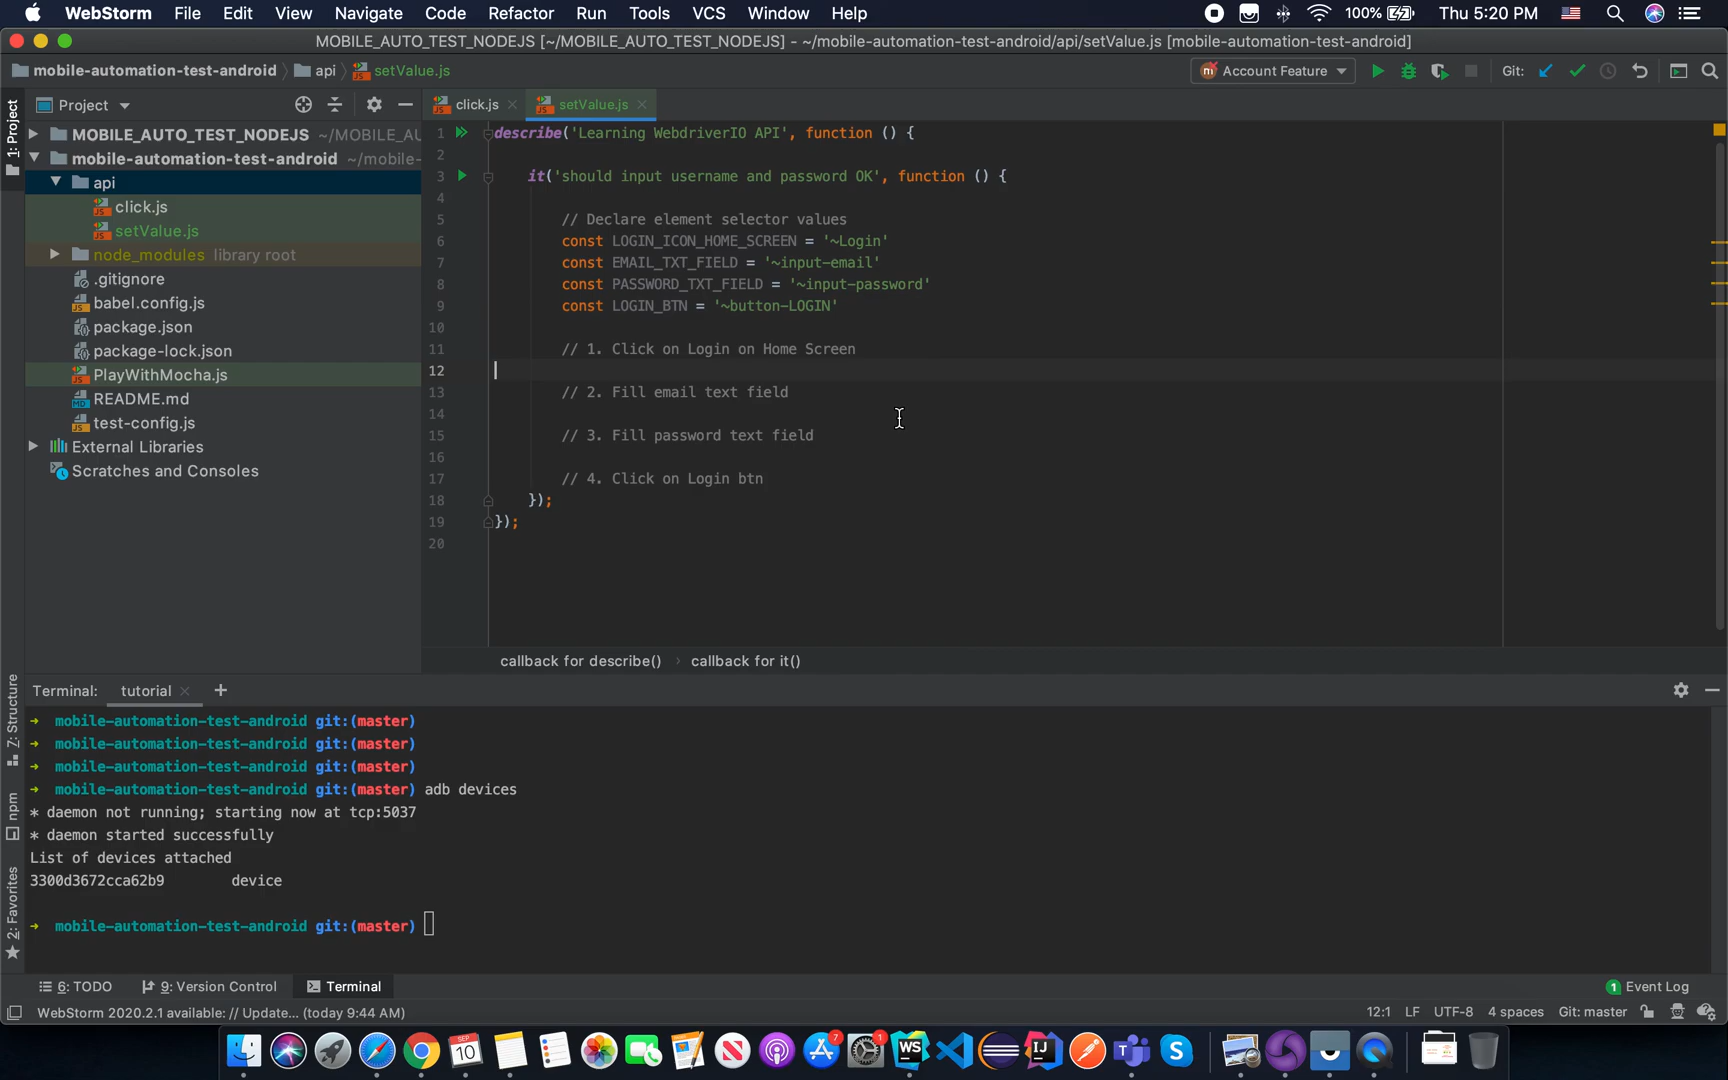 WebStorm File Edit View Navigate Code Refactor Run Tools VCS Window Help 100% Thu 5:20 PM
MOBILE_AUTO_TEST_NODEJS [~/MOBILE_AUTO_TEST_NODEJS] - ~/mobile-automation-test-android/api/setValue.js [mobile-automation-test-android]
mobile-automation-test-android api setValue.js Account Feature Git:
Project click.js setValue.js
1: Project
MOBILE_AUTO_TEST_NODEJS ~/MOBILE_AU
mobile-automation-test-android ~/mobile-
api
click.js
setValue.js
node_modules library root
.gitignore
babel.config.js
package.json
package-lock.json
PlayWithMocha.js
README.md
test-config.js
External Libraries
Scratches and Consoles
1 describe('Learning WebdriverIO API', function () {
2
3 it('should input username and password OK', function () {
4
5 // Declare element selector values
6 const LOGIN_ICON_HOME_SCREEN = '~Login'
7 const EMAIL_TXT_FIELD = '~input-email'
8 const PASSWORD_TXT_FIELD = '~input-password'
9 const LOGIN_BTN = '~button-LOGIN'
10
11 // 1. Click on Login on Home Screen
12
13 // 2. Fill email text field
14
15 // 3. Fill password text field
16
17 // 4. Click on Login btn
18 });
19 });
20
callback for describe() › callback for it()
Terminal: tutorial
7: Structure
npm
2: Favorites
→ mobile-automation-test-android git:(master)
→ mobile-automation-test-android git:(master)
→ mobile-automation-test-android git:(master)
→ mobile-automation-test-android git:(master) adb devices
* daemon not running; starting now at tcp:5037
* daemon started successfully
List of devices attached
3300d3672cca62b9 device
→ mobile-automation-test-android git:(master)
6: TODO 9: Version Control Terminal 1 Event Log
WebStorm 2020.2.1 available: // Update... (today 9:44 AM) 12:1 LF UTF-8 4 spaces Git: master
SEP
10
7
1
WS
IJ